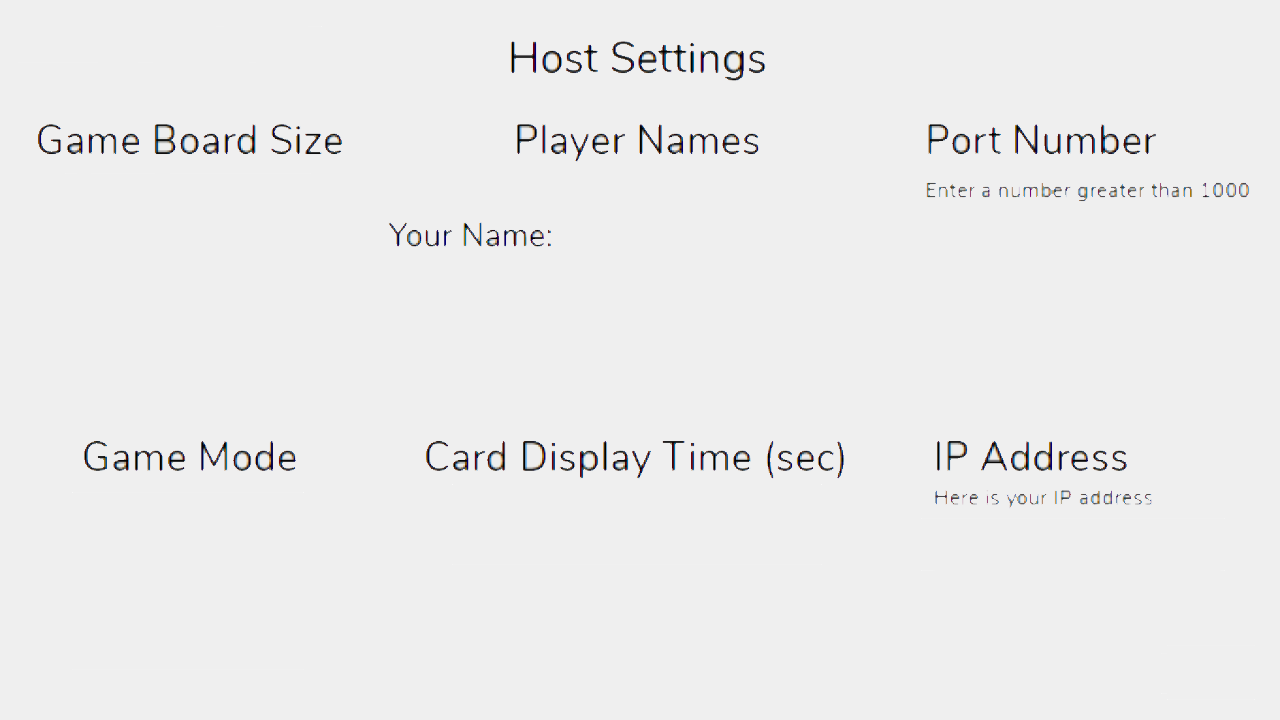 Host Settings
Game Board Size
Player Names
Port Number
Enter a number greater than 1000
Your Name:
Game Mode
Card Display Time (sec)
IP Address
Here is your IP address